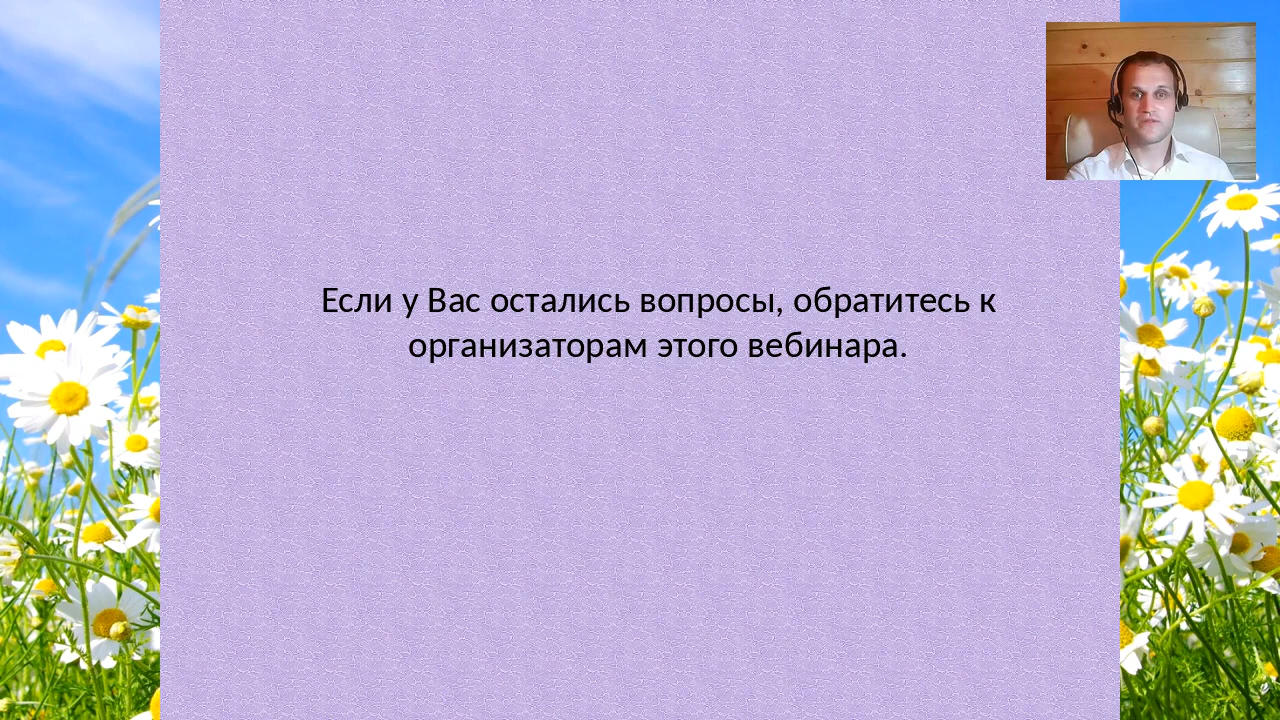 Если у Вас остались вопросы, обратитесь к
организаторам этого вебинара.